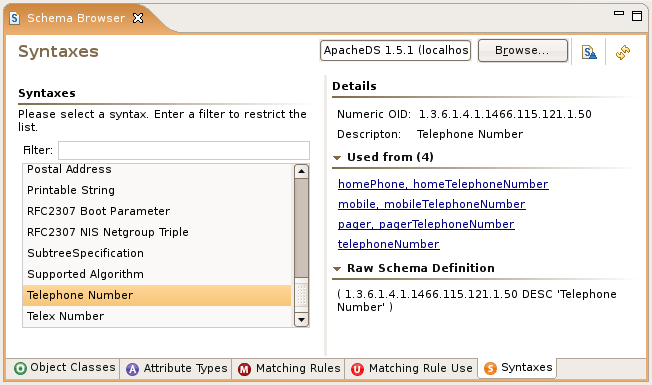 Schema Browser
Syntaxes
ApacheDS 1.5.1 (localhos
Browse...
Syntaxes
Please select a syntax. Enter a filter to restrict the
list.
Filter:
Postal Address
Printable String
RFC2307 Boot Parameter
RFC2307 NIS Netgroup Triple
SubtreeSpecification
Supported Algorithm
Telephone Number
Telex Number
Details
Numeric OID: 1.3.6.1.4.1.1466.115.121.1.50
Descripton: Telephone Number
Used from (4)
homePhone, homeTelephoneNumber
mobile, mobileTelephoneNumber
pager, pagerTelephoneNumber
telephoneNumber
Raw Schema Definition
( 1.3.6.1.4.1.1466.115.121.1.50 DESC 'Telephone
Number' )
O Object Classes
A Attribute Types
M Matching Rules
U Matching Rule Use
S Syntaxes